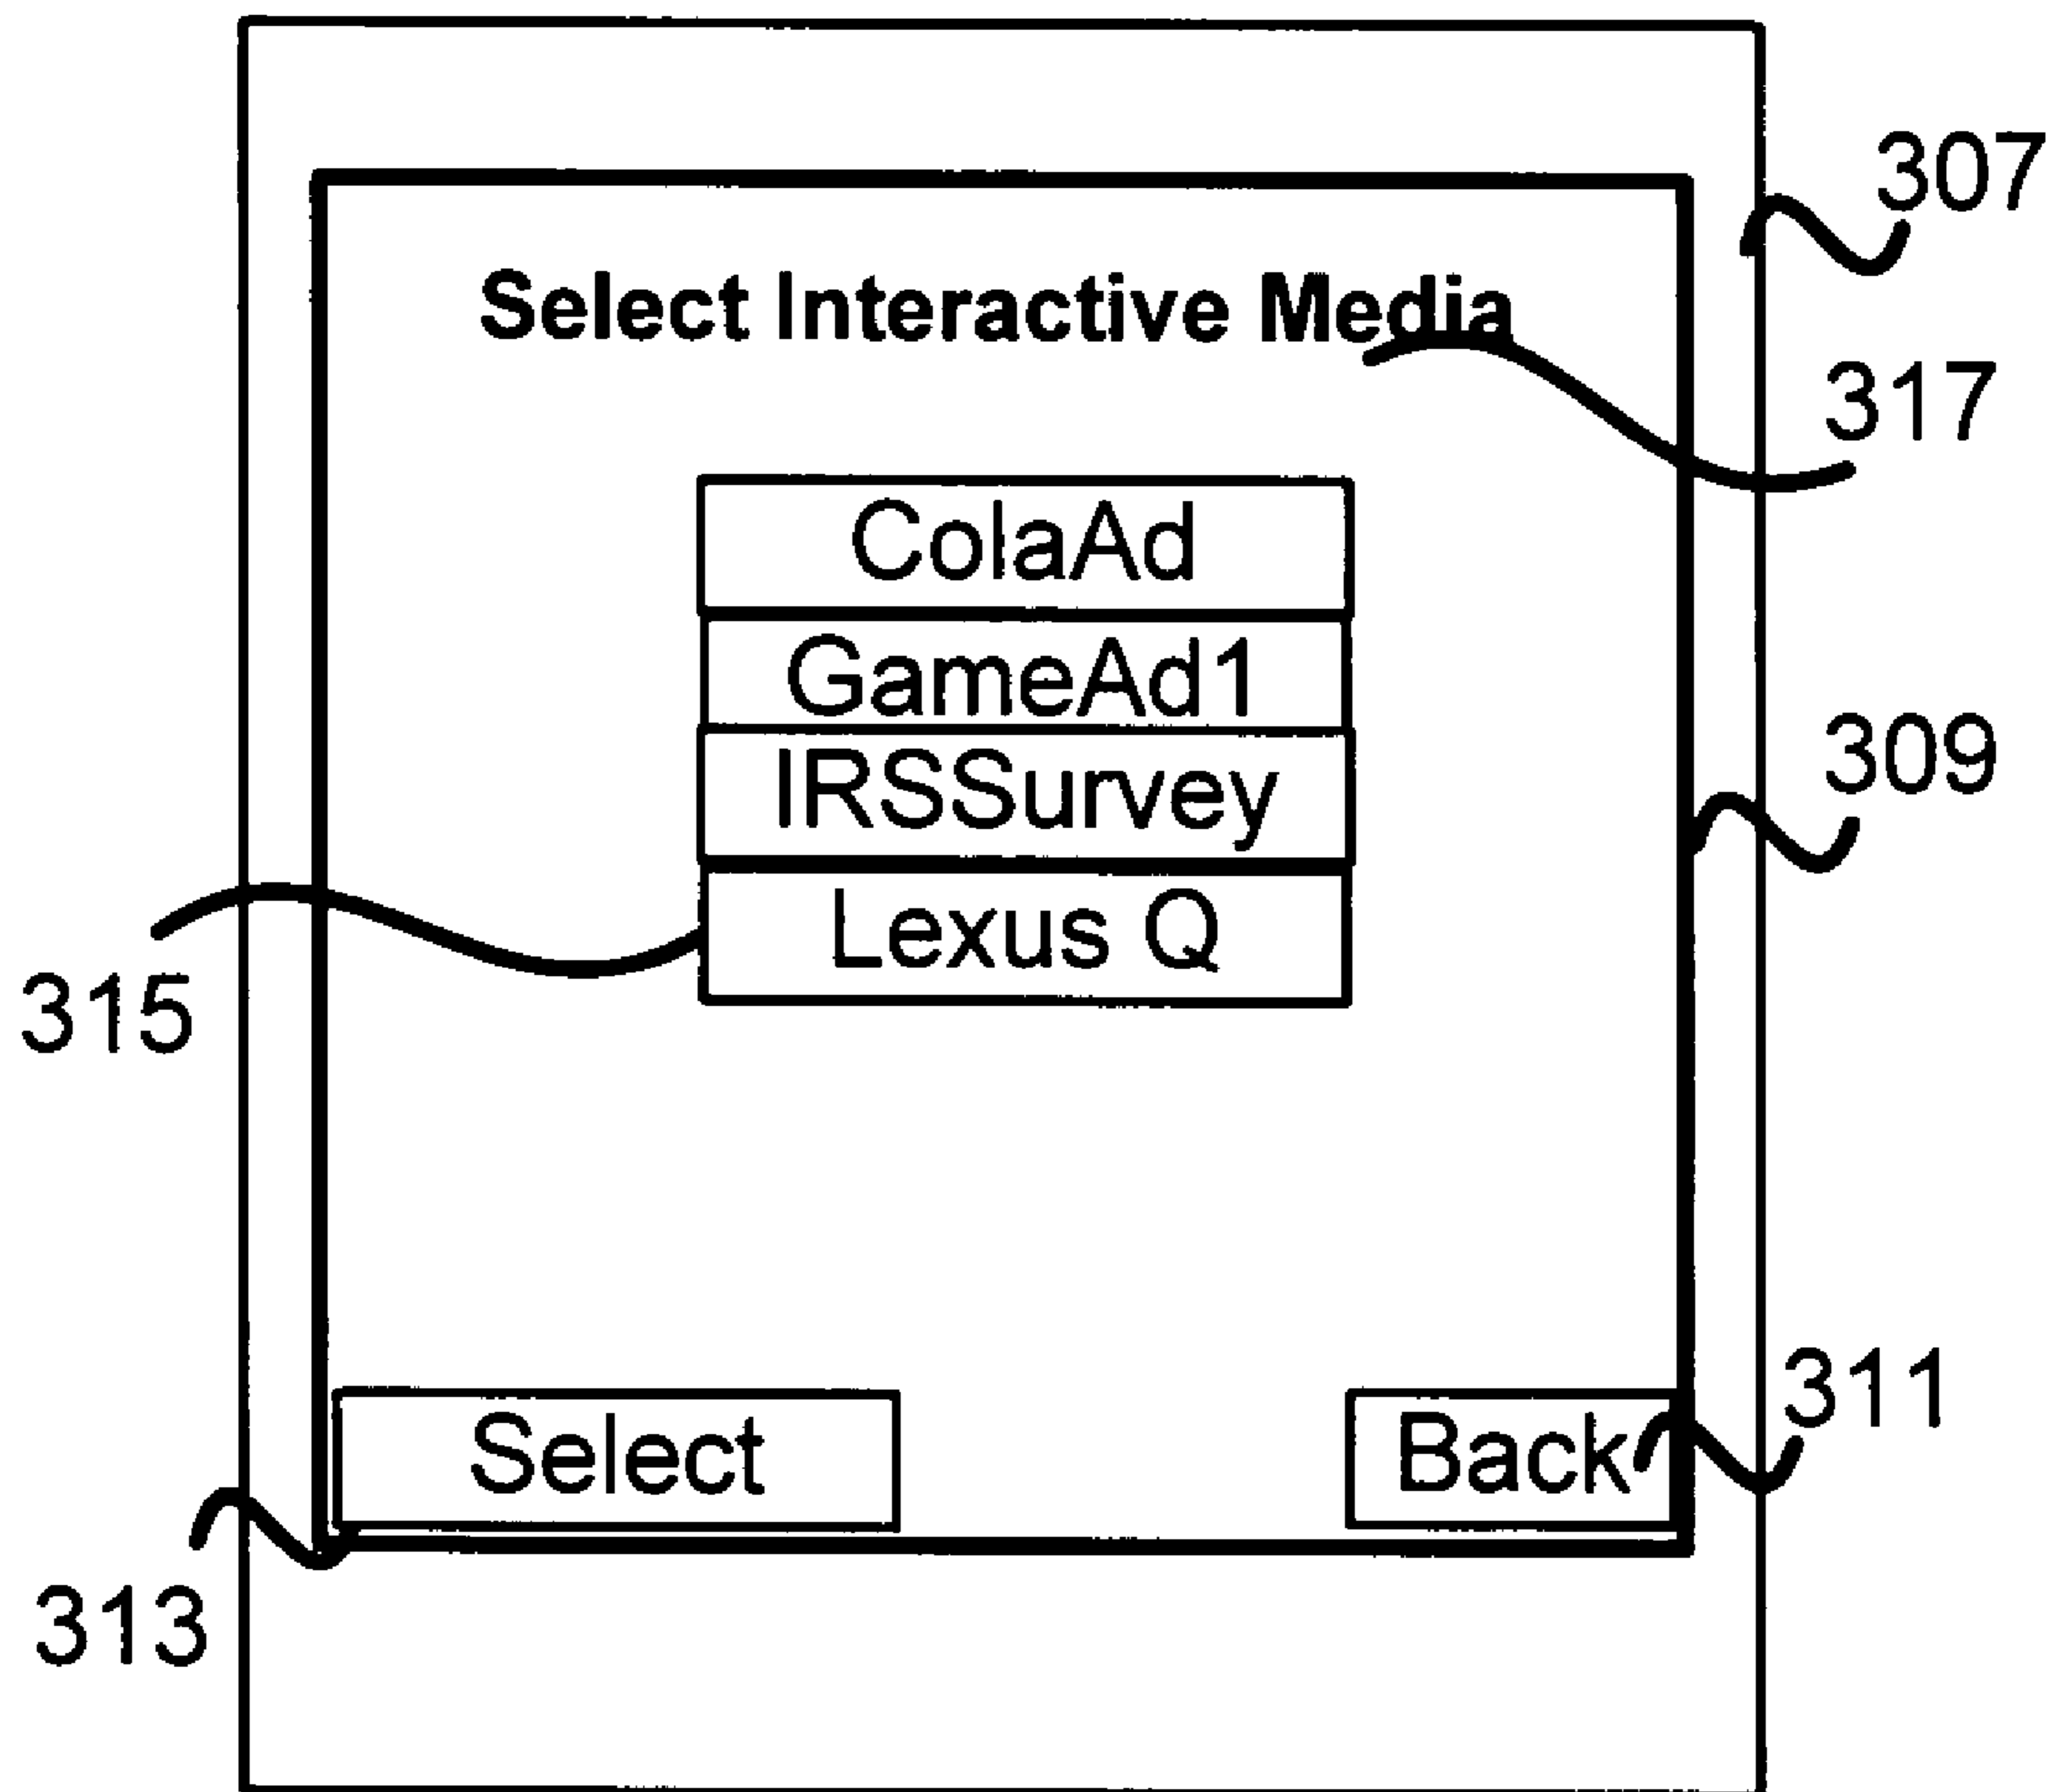 307
Select Interactive Media
317
ColaAd
GameAd1
IRSSurvey
309
Lexus Q
315
Select
Back
311
313